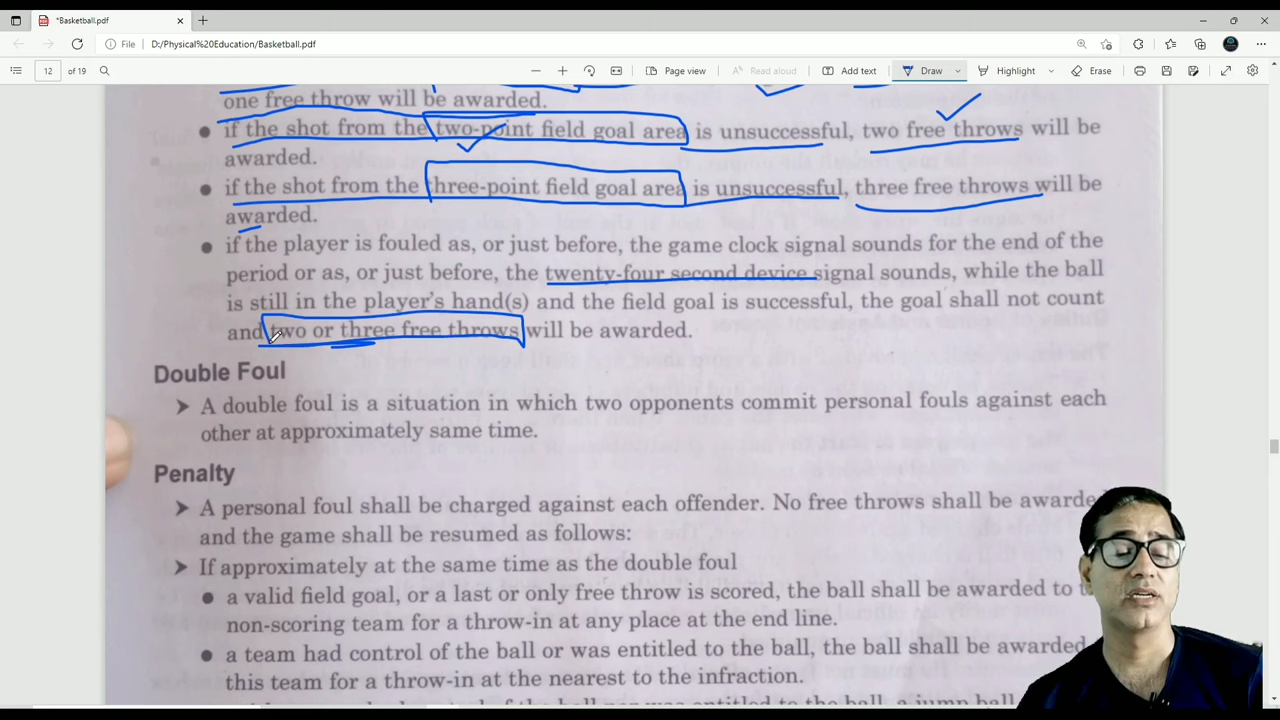 *Basketball.pdf
File D:/Physical%20Education/Basketball.pdf
12 of 19 Page view Read aloud Add text Draw Highlight Erase
one free throw will be awarded.
if the shot from the two-point field goal area is unsuccessful, two free throws will be
awarded.
if the shot from the three-point field goal area is unsuccessful, three free throws will be
awarded.
if the player is fouled as, or just before, the game clock signal sounds for the end of the
period or as, or just before, the twenty-four second device signal sounds, while the ball
is still in the player's hand(s) and the field goal is successful, the goal shall not count
and two or three free throws will be awarded.
Double Foul
A double foul is a situation in which two opponents commit personal fouls against each
other at approximately same time.
Penalty
A personal foul shall be charged against each offender. No free throws shall be awarded
and the game shall be resumed as follows:
If approximately at the same time as the double foul
a valid field goal, or a last or only free throw is scored, the ball shall be awarded to
non-scoring team for a throw-in at any place at the end line.
a team had control of the ball or was entitled to the ball, the ball shall be awarded
this team for a throw-in at the nearest to the infraction.